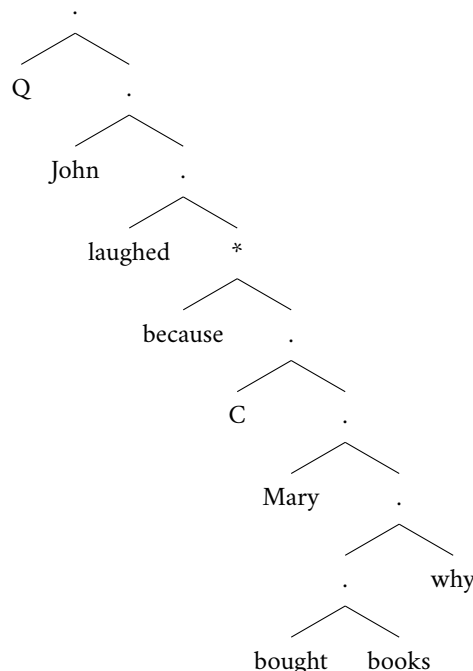 .
Q .
John .
laughed *
because .
C .
Mary .
. why
bought books